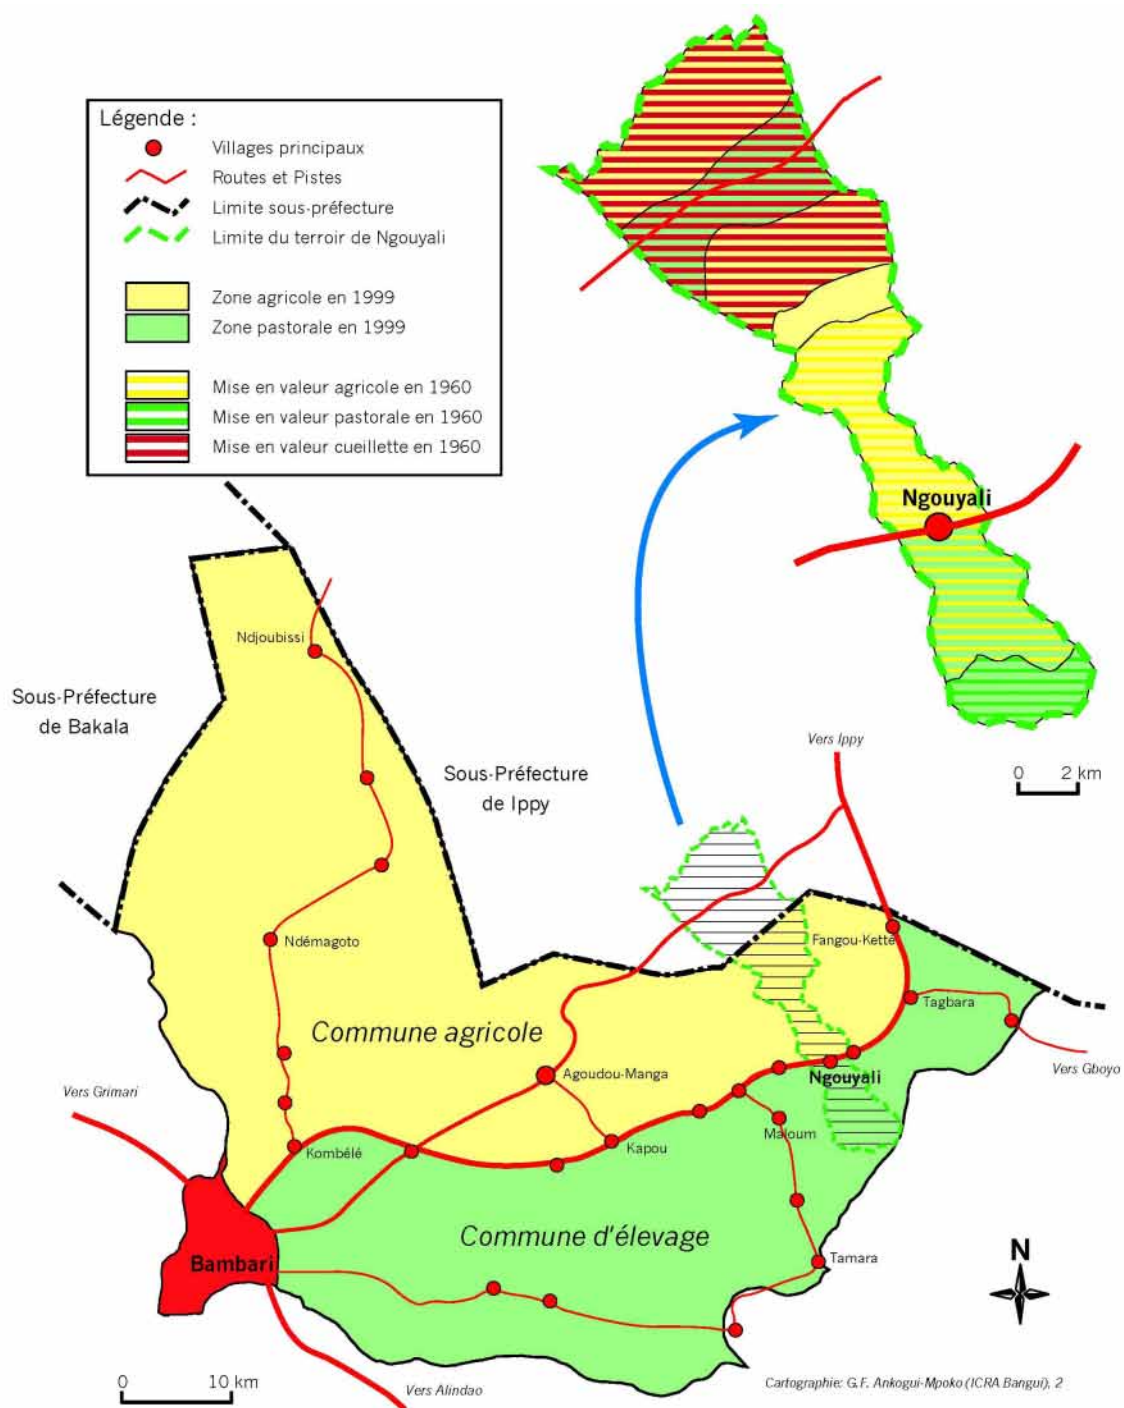 Légende :
Villages principaux
Routes et Pistes
Limite sous-préfecture
Limite du terroir de Ngouyali
Zone agricole en 1999
Zone pastorale en 1999
Mise en valeur agricole en 1960
Mise en valeur pastorale en 1960
Mise en valeur cueillette en 1960
Ngouyali
0 2 km
Ndjoubissi
Sous-Préfecture
de Bakala
Sous-Préfecture
de Ippy
Vers Ippy
Ndémagoto
Fangou-Kette
Tagbara
Commune agricole
Agoudou-Manga
Vers Gboyo
Ngouyali
Vers Grimari
Maloum
Kombélé
Kapou
Commune d'élevage
Bambari
Tamara
N
0 10 km
Vers Alindao
Cartographie: G.F. Ankogui-Mpoko (ICRA Bangui), 2